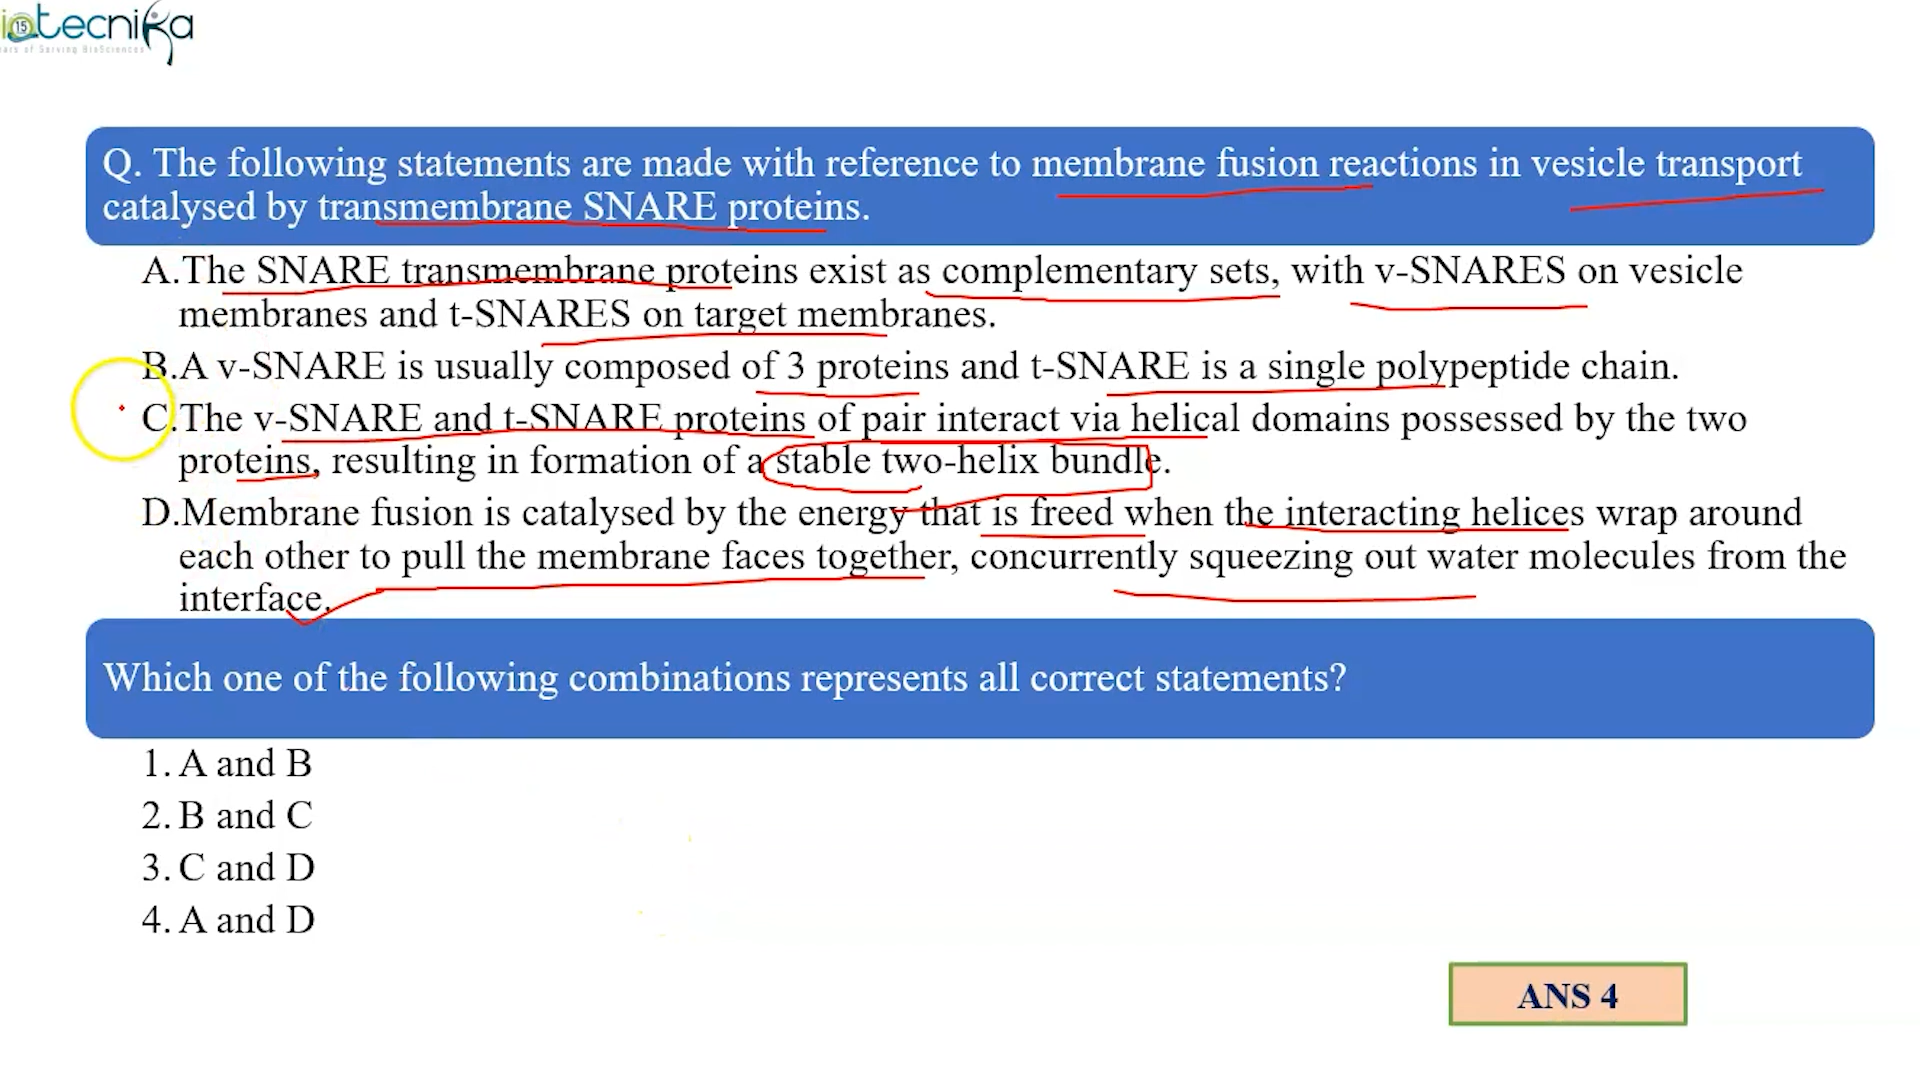 iotecnika
15
ears of Serving BioSciences
Q. The following statements are made with reference to membrane fusion reactions in vesicle transport
catalysed by transmembrane SNARE proteins.
A.The SNARE transmembrane proteins exist as complementary sets, with v-SNARES on vesicle
membranes and t-SNARES on target membranes.
B.A v-SNARE is usually composed of 3 proteins and t-SNARE is a single polypeptide chain.
C.The v-SNARE and t-SNARE proteins of pair interact via helical domains possessed by the two
proteins, resulting in formation of a stable two-helix bundle.
D.Membrane fusion is catalysed by the energy that is freed when the interacting helices wrap around
each other to pull the membrane faces together, concurrently squeezing out water molecules from the
interface.
Which one of the following combinations represents all correct statements?
1. A and B
2. B and C
3. C and D
4. A and D
ANS 4